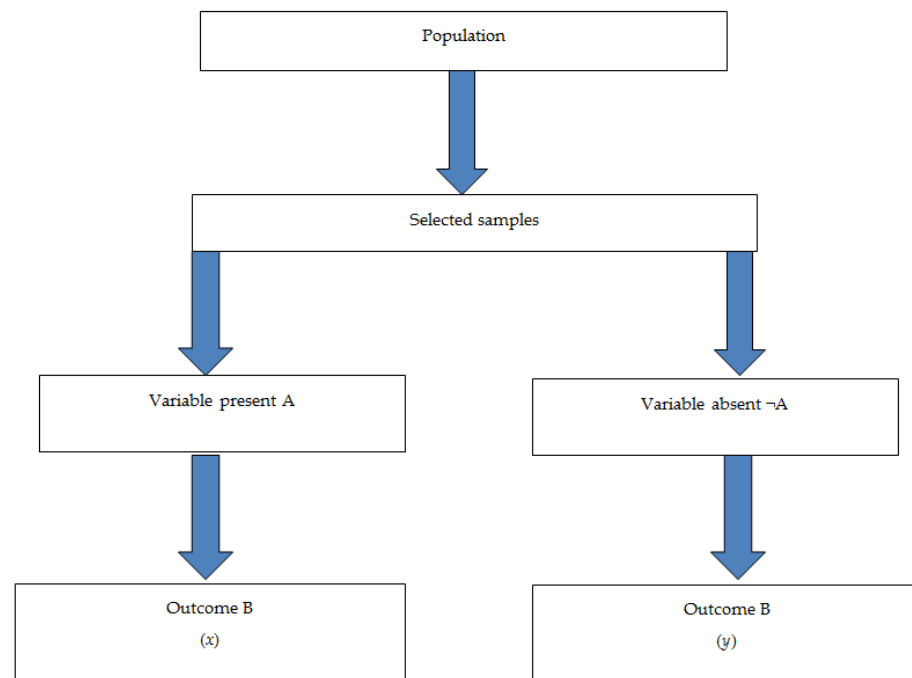 Population
Selected samples
Variable present A
Variable absent ¬A
Outcome B
(x)
Outcome B
(y)